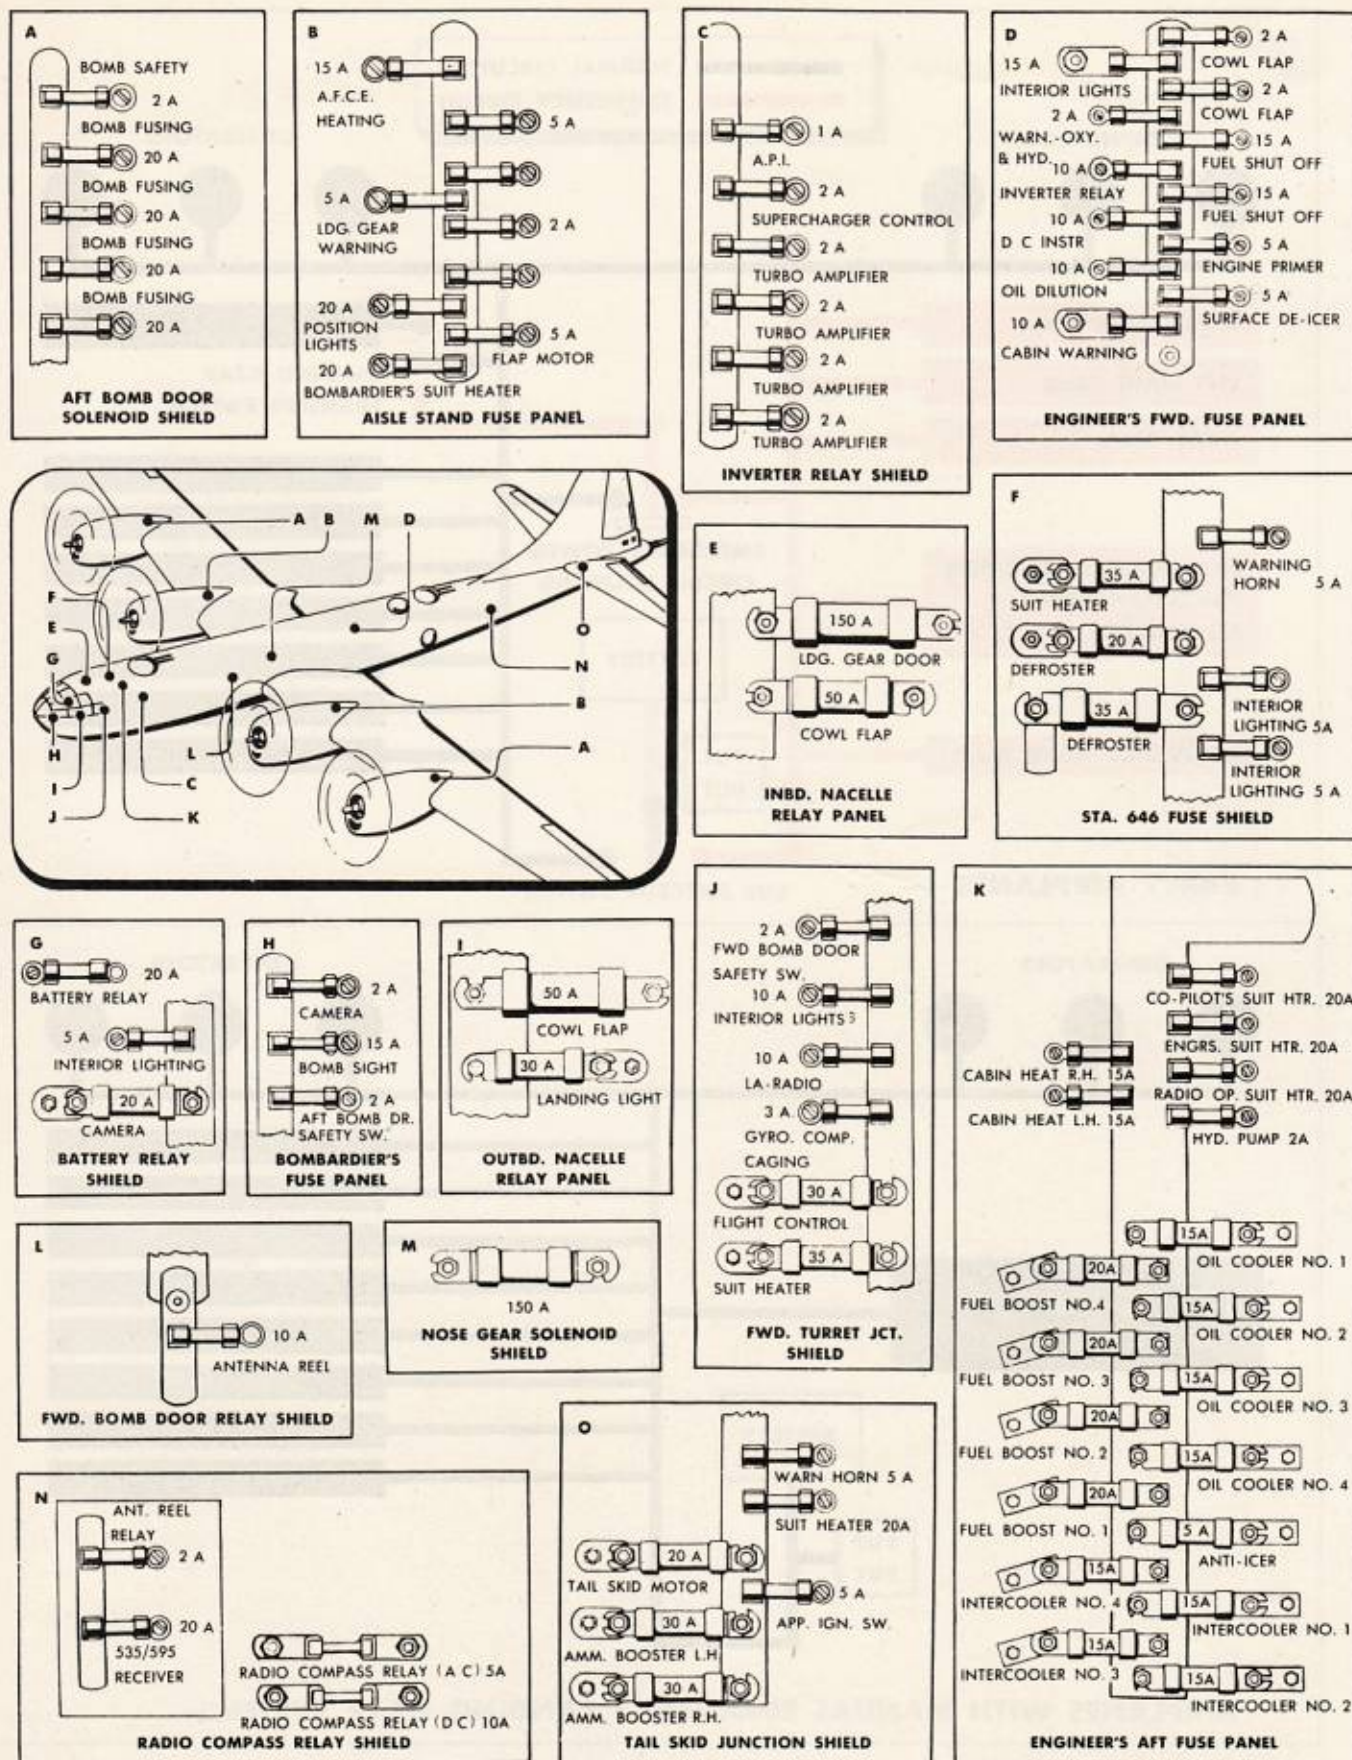 A
BOMB SAFETY
2 A
BOMB FUSING
20 A
BOMB FUSING
20 A
BOMB FUSING
20 A
BOMB FUSING
20 A
AFT BOMB DOOR
SOLENOID SHIELD
B
15 A
A.F.C.E.
HEATING
5 A
5 A
LDG. GEAR
WARNING
2 A
20 A
POSITION
LIGHTS
5 A
FLAP MOTOR
20 A
BOMBARDIER'S SUIT HEATER
AISLE STAND FUSE PANEL
C
1 A
A.P.I.
2 A
SUPERCHARGER CONTROL
2 A
TURBO AMPLIFIER
2 A
TURBO AMPLIFIER
2 A
TURBO AMPLIFIER
2 A
TURBO AMPLIFIER
INVERTER RELAY SHIELD
D
15 A
INTERIOR LIGHTS
2 A
WARN.-OXY.
& HYD.
10 A
INVERTER RELAY
10 A
D C INSTR
10 A
OIL DILUTION
10 A
CABIN WARNING
2 A
COWL FLAP
2 A
COWL FLAP
15 A
FUEL SHUT OFF
15 A
FUEL SHUT OFF
5 A
ENGINE PRIMER
5 A
SURFACE DE-ICER
ENGINEER'S FWD. FUSE PANEL
A B M D
F
E
G
H
I
J
L
C
K
O
N
B
A
E
150 A
LDG. GEAR DOOR
50 A
COWL FLAP
INBD. NACELLE
RELAY PANEL
F
35 A
SUIT HEATER
20 A
DEFROSTER
35 A
DEFROSTER
WARNING
HORN 5 A
INTERIOR
LIGHTING 5A
INTERIOR
LIGHTING 5 A
STA. 646 FUSE SHIELD
G
20 A
BATTERY RELAY
5 A
INTERIOR LIGHTING
20 A
CAMERA
BATTERY RELAY
SHIELD
H
2 A
CAMERA
15 A
BOMB SIGHT
2 A
AFT BOMB DR.
SAFETY SW.
BOMBARDIER'S
FUSE PANEL
I
50 A
COWL FLAP
30 A
LANDING LIGHT
OUTBD. NACELLE
RELAY PANEL
J
2 A
FWD BOMB DOOR
SAFETY SW.
10 A
INTERIOR LIGHTS
10 A
LA-RADIO
3 A
GYRO. COMP.
CAGING
30 A
FLIGHT CONTROL
35 A
SUIT HEATER
FWD. TURRET JCT.
SHIELD
K
CO-PILOT'S SUIT HTR. 20A
ENGRS. SUIT HTR. 20A
CABIN HEAT R.H. 15A
RADIO OP. SUIT HTR. 20A
CABIN HEAT L.H. 15A
HYD. PUMP 2A
15A
OIL COOLER NO. 1
20A
FUEL BOOST NO.4
15A
OIL COOLER NO. 2
20A
FUEL BOOST NO. 3
15A
OIL COOLER NO. 3
20A
FUEL BOOST NO. 2
15A
OIL COOLER NO. 4
20A
FUEL BOOST NO. 1
5 A
ANTI-ICER
15A
INTERCOOLER NO. 4
15A
INTERCOOLER NO. 1
15A
INTERCOOLER NO. 3
15A
INTERCOOLER NO. 2
ENGINEER'S AFT FUSE PANEL
L
10 A
ANTENNA REEL
FWD. BOMB DOOR RELAY SHIELD
M
150 A
NOSE GEAR SOLENOID
SHIELD
N
ANT. REEL
RELAY
2 A
20 A
535/595
RECEIVER
RADIO COMPASS RELAY (A C) 5A
RADIO COMPASS RELAY (D C) 10A
RADIO COMPASS RELAY SHIELD
O
WARN HORN 5 A
SUIT HEATER 20A
20 A
TAIL SKID MOTOR
5 A
APP. IGN. SW.
30 A
AMM. BOOSTER L.H.
30 A
AMM. BOOSTER R.H.
TAIL SKID JUNCTION SHIELD